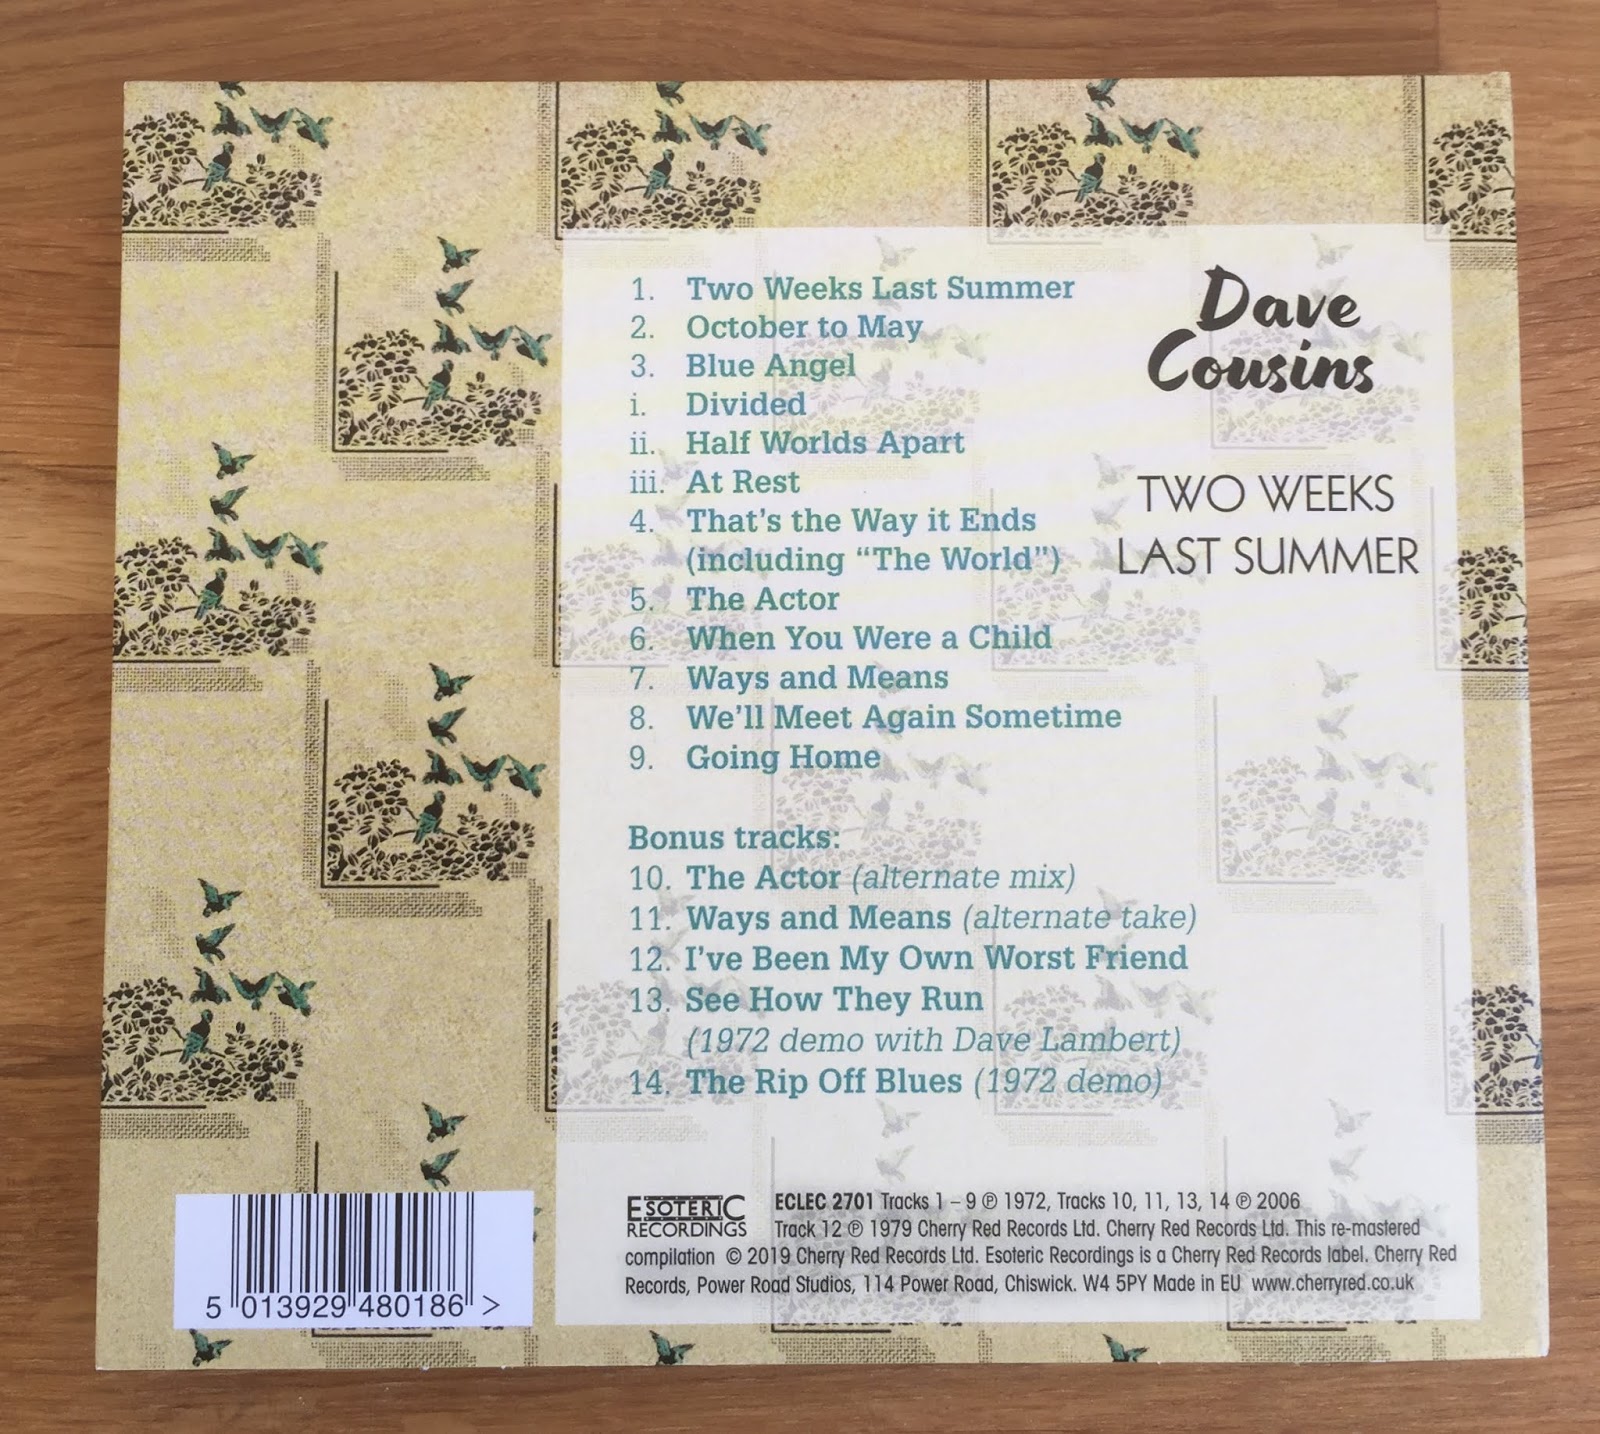 1. Two Weeks Last Summer
2. October to May
3. Blue Angel
i. Divided
ii. Half Worlds Apart
iii. At Rest
4. That's the Way it Ends
(including “The World”)
5. The Actor
6. When You Were a Child
7. Ways and Means
8. We'll Meet Again Sometime
9. Going Home
Dave
Cousins
TWO WEEKS
LAST SUMMER
Bonus tracks:
10. The Actor (alternate mix)
11. Ways and Means (alternate take)
12. I've Been My Own Worst Friend
13. See How They Run
(1972 demo with Dave Lambert)
14. The Rip Off Blues (1972 demo)
ESOTERIC
RECORDINGS
ECLEC 2701 Tracks 1 – 9 ℗ 1972, Tracks 10, 11, 13, 14 ℗ 2006
Track 12 ℗ 1979 Cherry Red Records Ltd. Cherry Red Records Ltd. This re-mastered
compilation © 2019 Cherry Red Records Ltd. Esoteric Recordings is a Cherry Red Records label. Cherry Red
Records, Power Road Studios, 114 Power Road, Chiswick. W4 5PY Made in EU www.cherryred.co.uk
5 013929 480186 >